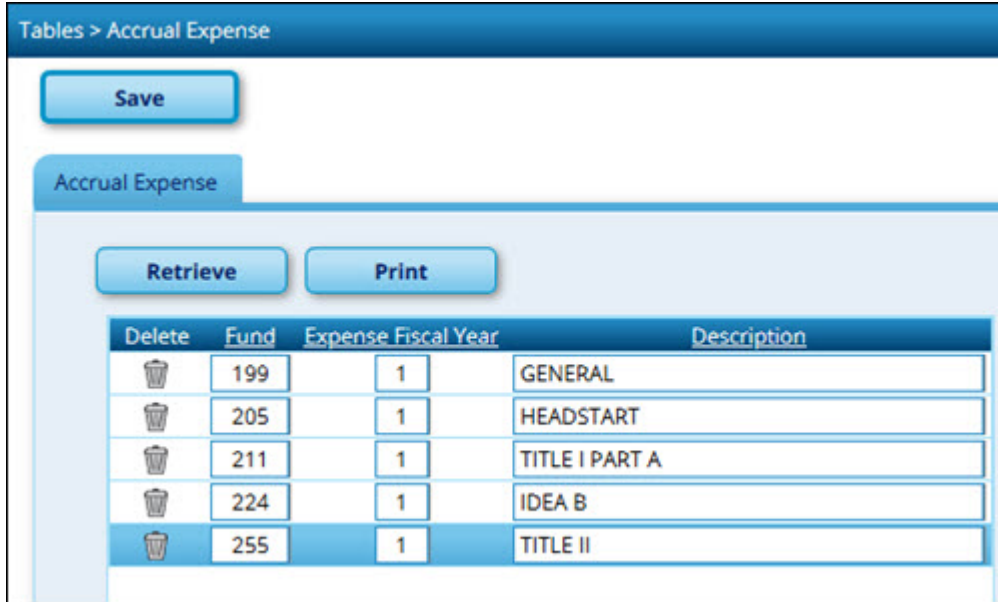 Tables > Accrual Expense
Save
Accrual Expense
Retrieve Print
Delete Fund Expense Fiscal Year Description
199 1 GENERAL
205 1 HEADSTART
211 1 TITLE I PART A
224 1 IDEA B
255 1 TITLE II